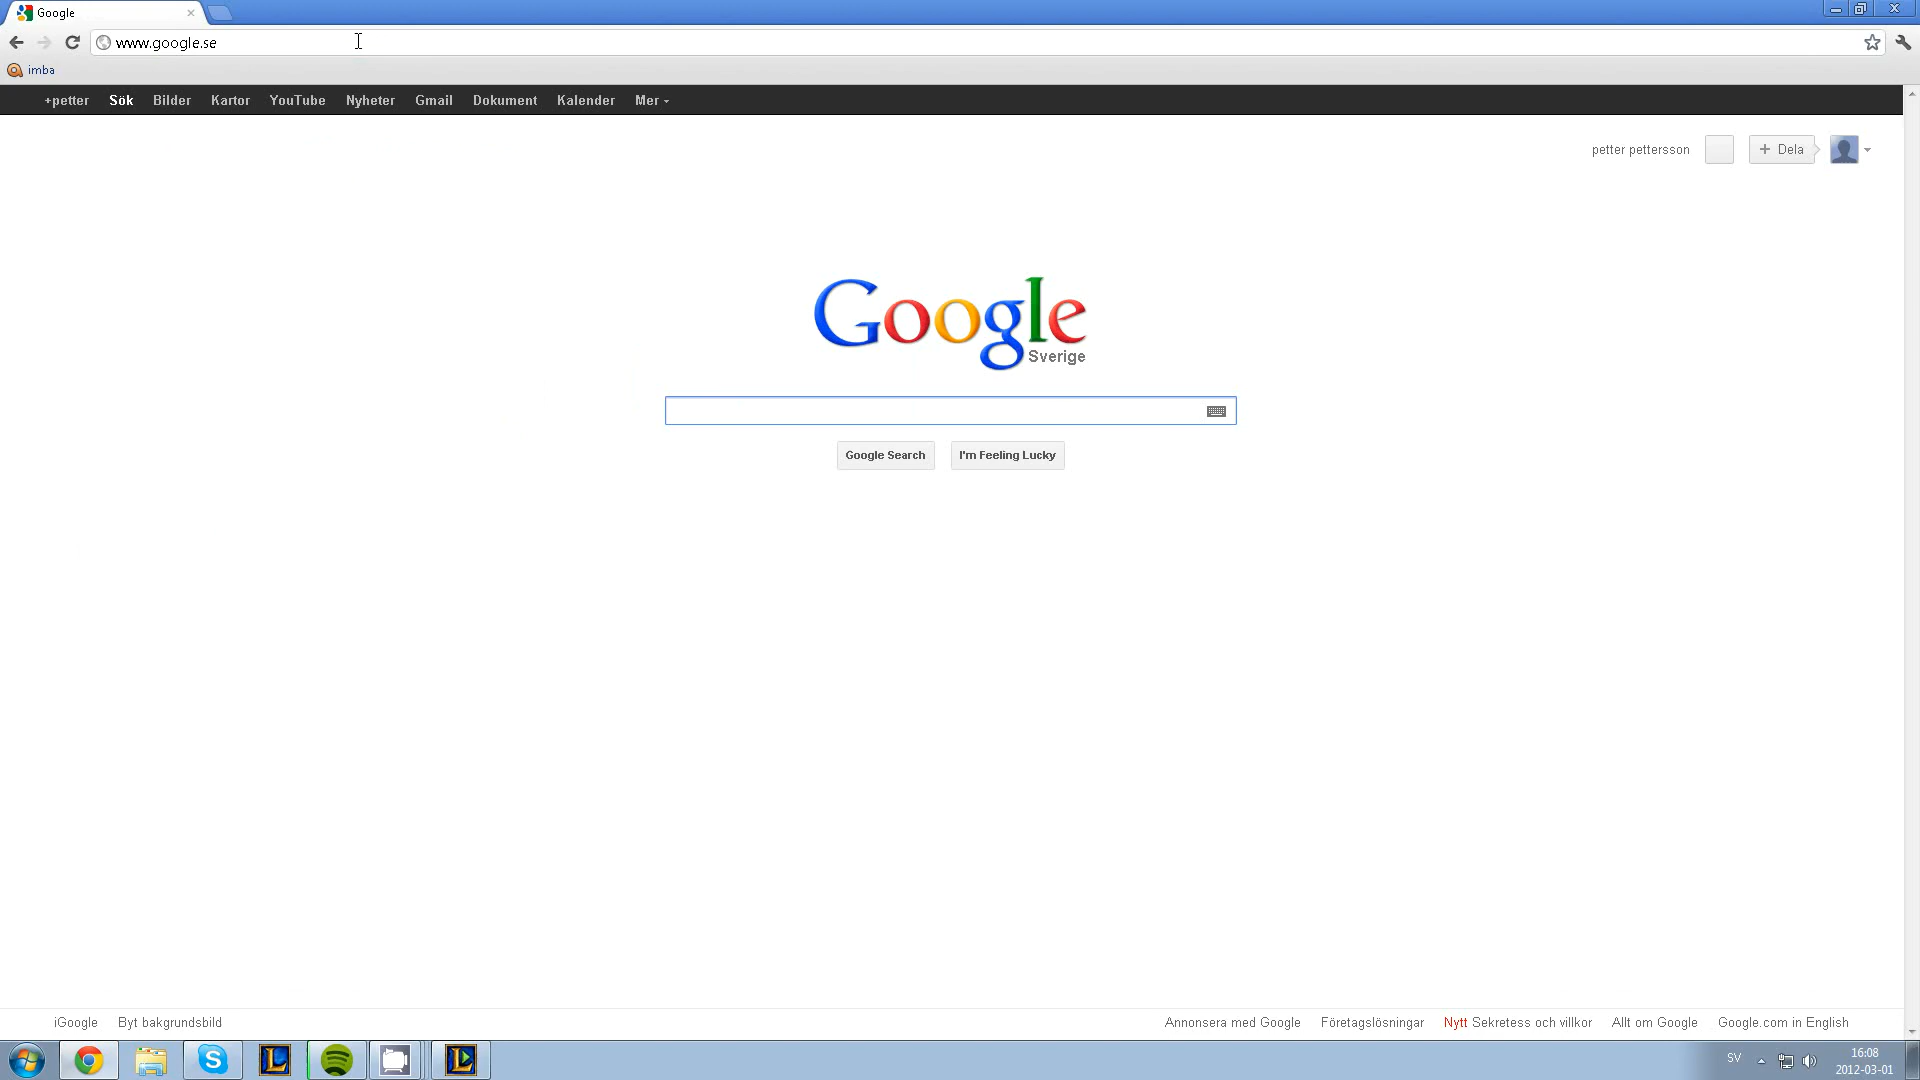 Google
www.google.se
imba
+petter Sök Bilder Kartor YouTube Nyheter Gmail Dokument Kalender Mer
petter pettersson + Dela
Google
Sverige
Google Search I'm Feeling Lucky
iGoogle Byt bakgrundsbild Annonsera med Google Företagslösningar Nytt Sekretess och villkor Allt om Google Google.com in English
SV 16:08
2012-03-01